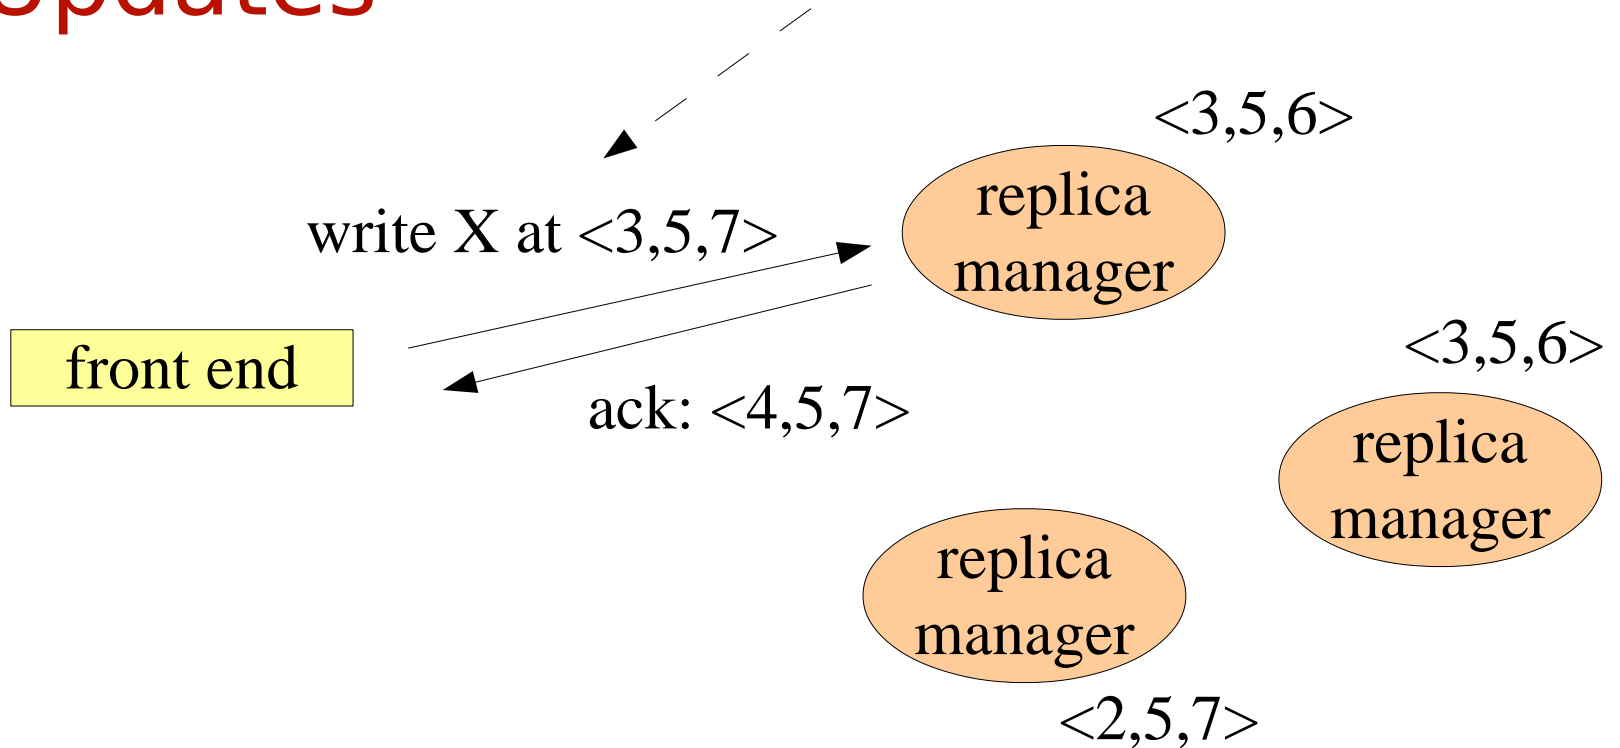 Updates
<3,5,6>
replica
manager
write X at <3,5,7>
front end
ack: <4,5,7>
<3,5,6>
replica
manager
replica
manager
<2,5,7>